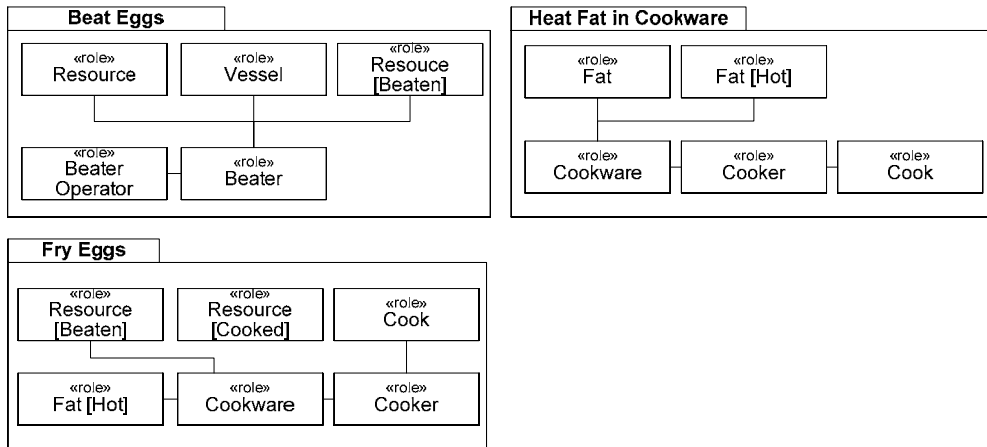 Beat Eggs
«role»
Resource
«role»
Vessel
«role»
Resouce
[Beaten]
«role»
Beater
Operator
«role»
Beater
Heat Fat in Cookware
«role»
Fat
«role»
Fat [Hot]
«role»
Cookware
«role»
Cooker
«role»
Cook
Fry Eggs
«role»
Resource
[Beaten]
«role»
Resource
[Cooked]
«role»
Cook
«role»
Fat [Hot]
«role»
Cookware
«role»
Cooker